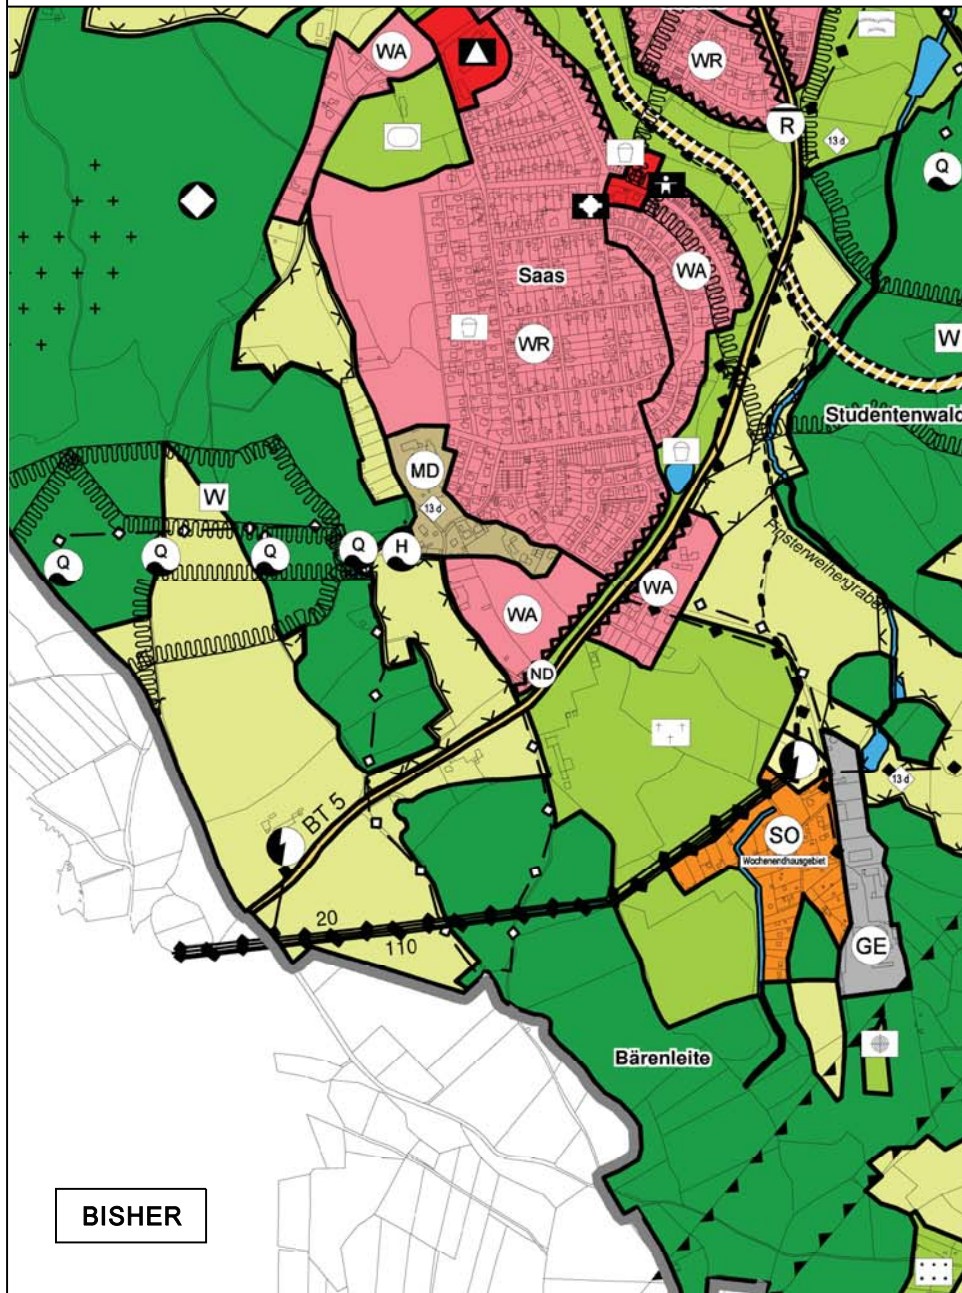 WA
WR
R
13 d
Q
Saas
WA
WR
W
Studentenwald
MD
13 d
W
Q
Q
Q
Q
H
WA
WA
ND
BT 5
13 d
SO
Wochenendhausgebiet
20
110
GE
Bärenleite
BISHER